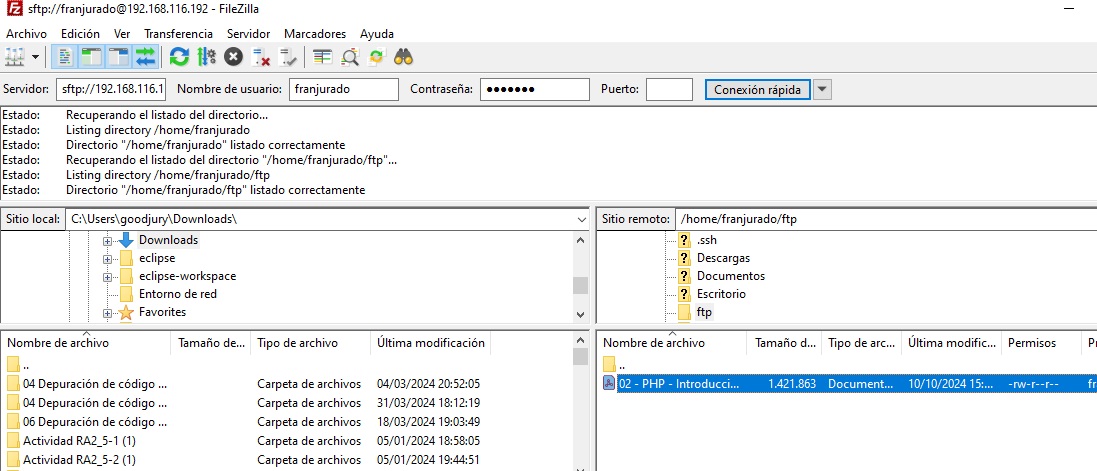 sftp://franjurado@192.168.116.192 - FileZilla
Archivo Edición Ver Transferencia Servidor Marcadores Ayuda
Servidor: sftp://192.168.116.1 Nombre de usuario: franjurado Contraseña: ●●●●●●● Puerto: Conexión rápida
Estado: Recuperando el listado del directorio...
Estado: Listing directory /home/franjurado
Estado: Directorio "/home/franjurado" listado correctamente
Estado: Recuperando el listado del directorio "/home/franjurado/ftp"...
Estado: Listing directory /home/franjurado/ftp
Estado: Directorio "/home/franjurado/ftp" listado correctamente
Sitio local: C:\Users\goodjury\Downloads\
Downloads
eclipse
eclipse-workspace
Entorno de red
Favorites
Nombre de archivo Tamaño de... Tipo de archivo Última modificación
..
04 Depuración de código ... Carpeta de archivos 04/03/2024 20:52:05
04 Depuración de código ... Carpeta de archivos 31/03/2024 18:12:19
06 Depuración de código ... Carpeta de archivos 18/03/2024 19:03:49
Actividad RA2_5-1 (1) Carpeta de archivos 05/01/2024 18:58:05
Actividad RA2_5-2 (1) Carpeta de archivos 05/01/2024 19:44:51
Sitio remoto: /home/franjurado/ftp
? .ssh
? Descargas
? Documentos
? Escritorio
ftp
Nombre de archivo Tamaño d... Tipo de arc... Última modific... Permisos Pr
..
02 - PHP - Introducci... 1.421.863 Document... 10/10/2024 15:... -rw-r--r-- fr